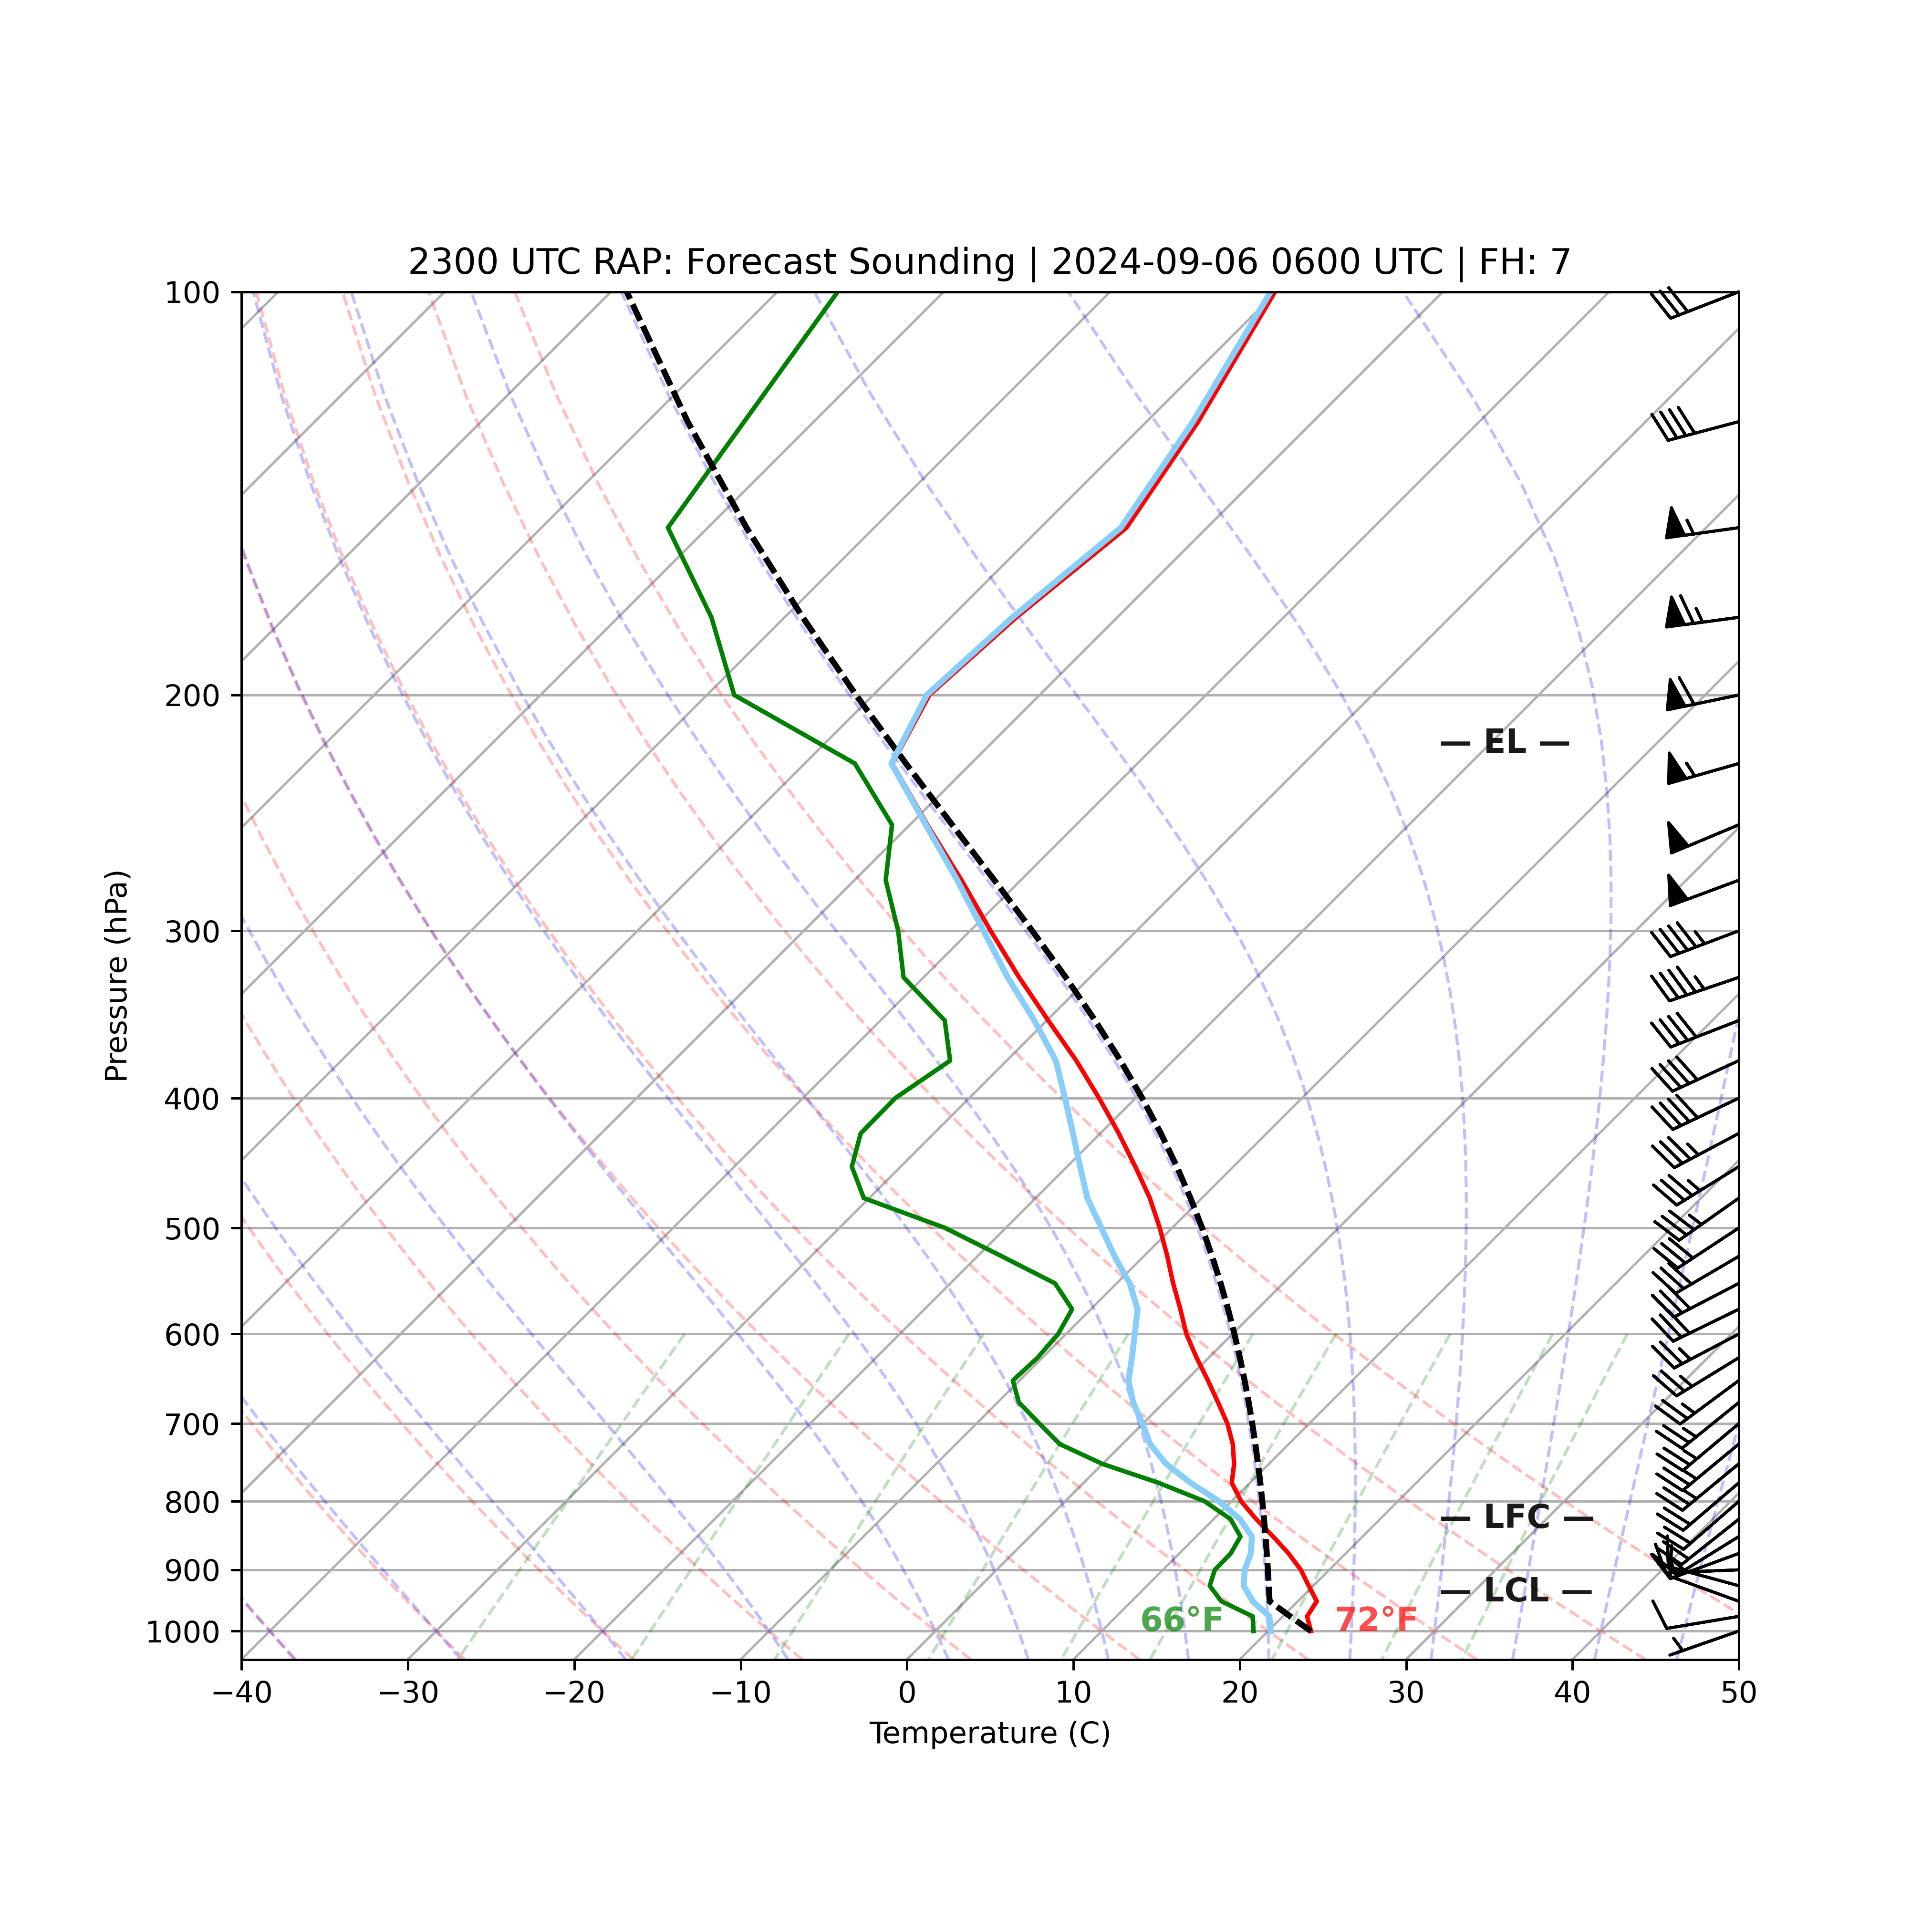 2300 UTC RAP: Forecast Sounding | 2024-09-06 0600 UTC | FH: 7
100
200
— EL —
Pressure (hPa)
300
400
500
600
700
800
— LFC —
900
— LCL —
66°F
72°F
1000
−40 −30 −20 −10 0 10 20 30 40 50
Temperature (C)